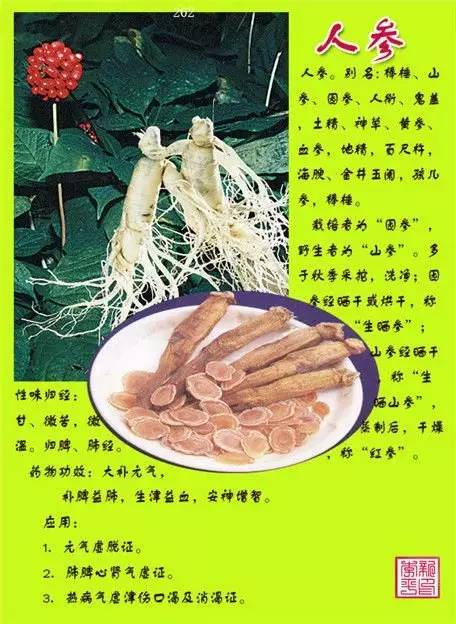 202
人参
人参。别名:棒棰、山
参、园参、人衔、鬼盖
,土精、神草、黄参、
血参,地精,百尺杵,
海腴、金井玉阑,孩儿
参,棒棰。
栽培者为“园参”,
野生者为“山参”。多
于秋季采挖,洗净;园
参经晒干或烘干,称
“生晒参”;
山参经晒干
,称“生
晒山参”,
蒸制后,干燥
,称“红参”。
性味归经:
甘、微苦,微
温。归脾、肺经。
药物功效:大补元气,
补脾益肺,生津益血,安神增智。
应用:
1. 元气虚脱证。
2. 肺脾心肾气虚证。
3. 热病气虚津伤口渴及消渴证。